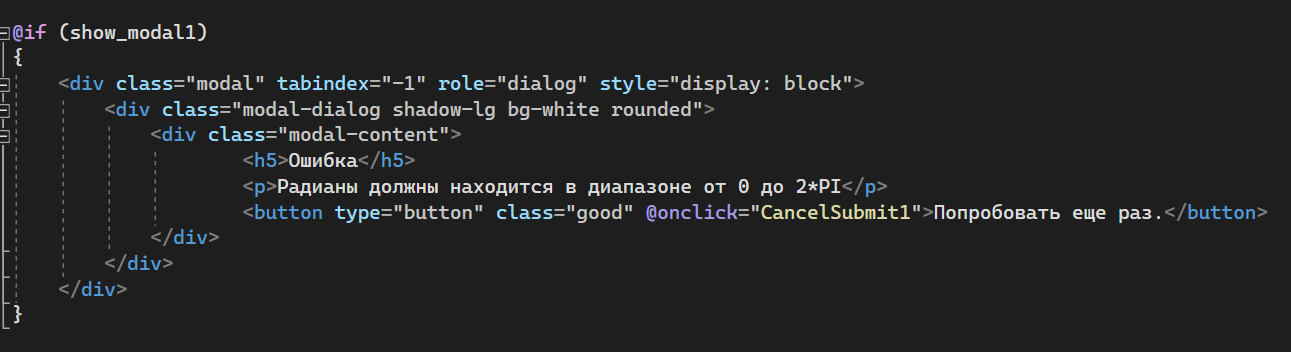 @if (show_modal1)
{
<div class="modal" tabindex="-1" role="dialog" style="display: block">
<div class="modal-dialog shadow-lg bg-white rounded">
<div class="modal-content">
<h5>Ошибка</h5>
<p>Радианы должны находится в диапазоне от 0 до 2*PI</p>
<button type="button" class="good" @onclick="CancelSubmit1">Попробовать еще раз.</button>
</div>
</div>
</div>
}